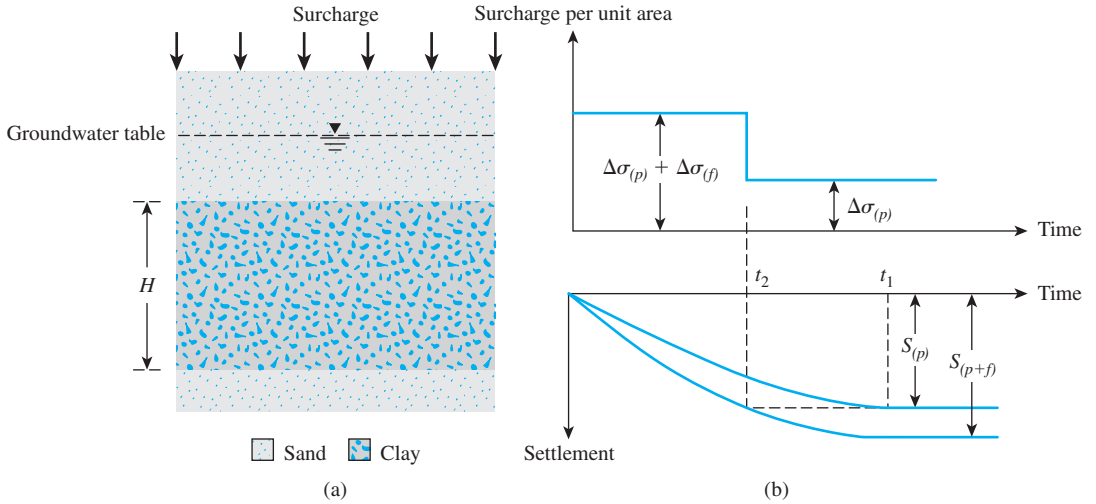 Surcharge
Groundwater table
H
Sand
Clay
(a)
Surcharge per unit area
Δσ(p) + Δσ(f)
Δσ(p)
Time
t2
t1
Time
S(p)
S(p+f)
Settlement
(b)